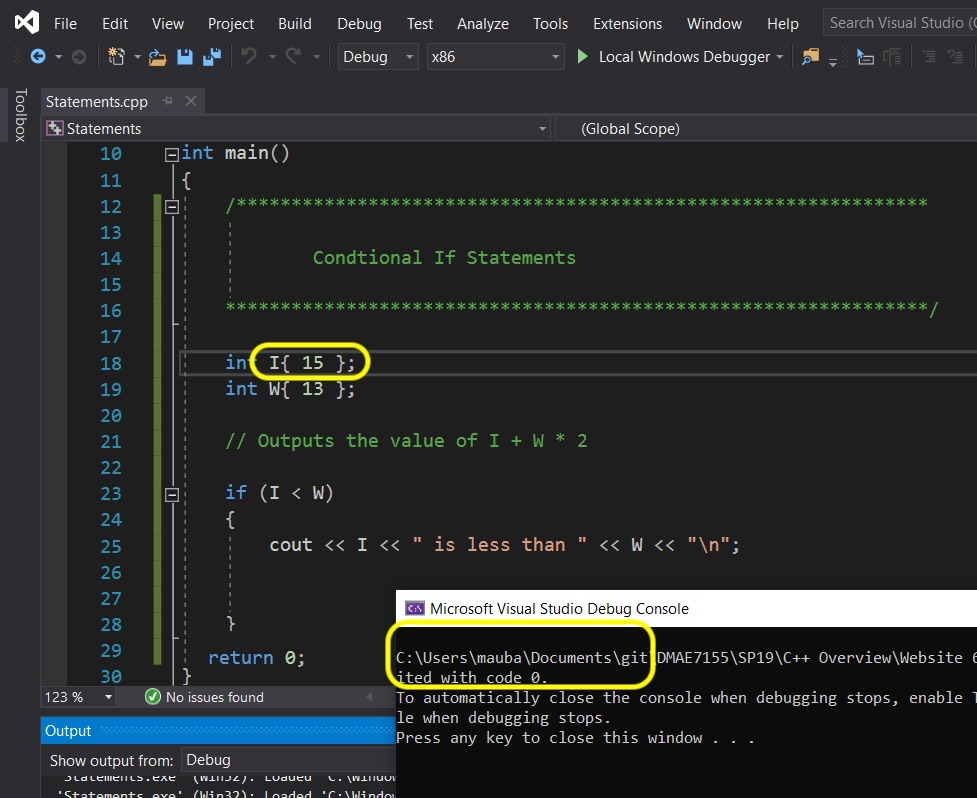 File Edit View Project Build Debug Test Analyze Tools Extensions Window Help Search Visual Studio (
Debug x86 Local Windows Debugger
Toolbox
Statements.cpp
Statements (Global Scope)
10 int main()
11 {
12 /***************************************************************
13
14 Condtional If Statements
15
16 ****************************************************************/
17
18 int I{ 15 };
19 int W{ 13 };
20
21 // Outputs the value of I + W * 2
22
23 if (I < W)
24 {
25 cout << I << " is less than " << W << "\n";
26
27
28 }
29 return 0;
30 }
Microsoft Visual Studio Debug Console
C:\Users\mauba\Documents\git\DMAE7155\SP19\C++ Overview\Website 6
ited with code 0.
To automatically close the console when debugging stops, enable T
le when debugging stops.
Press any key to close this window . . .
123 % No issues found
Output
Show output from: Debug
'Statements.exe' (Win32): Loaded 'C:\Window
'Statements.exe' (Win32): Loaded 'C:\Window